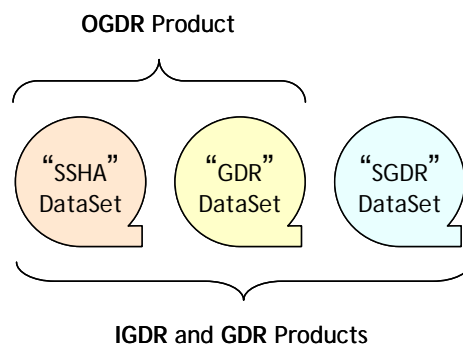 OGDR Product
“SSHA”
DataSet
“GDR”
DataSet
“SGDR”
DataSet
IGDR and GDR Products